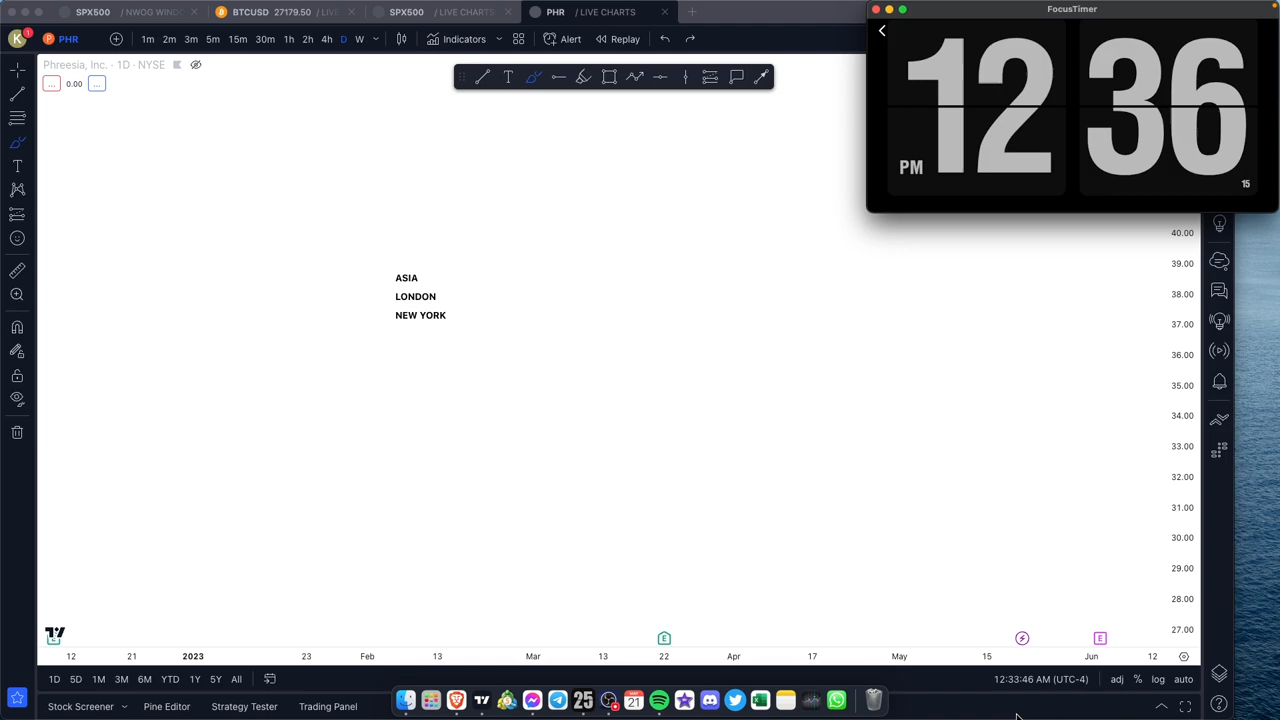 SPX500 / NWOG WIND
BTCUSD 27179.50 / LIVE
SPX500 / LIVE CHARTS
PHR / LIVE CHARTS
FocusTimer
K
1
P
PHR
1m 2m 3m 5m 15m 30m 1h 2h 4h D W
Indicators
Alert
Replay
Phreesia, Inc. · 1D · NYSE
... 0.00 ...
12 36
PM
15
ASIA
LONDON
NEW YORK
40.00
39.00
38.00
37.00
36.00
35.00
34.00
33.00
32.00
31.00
30.00
29.00
28.00
27.00
E
E
12 21 2023 23 Feb 13 Mar 13 22 Apr 17 May 15 Jun 12
1D 5D 1M 3M 6M YTD 1Y 5Y All
12:33:46 AM (UTC-4)
adj % log auto
Stock Screener
Pine Editor
Strategy Tester
Trading Panel
25
MAY
21